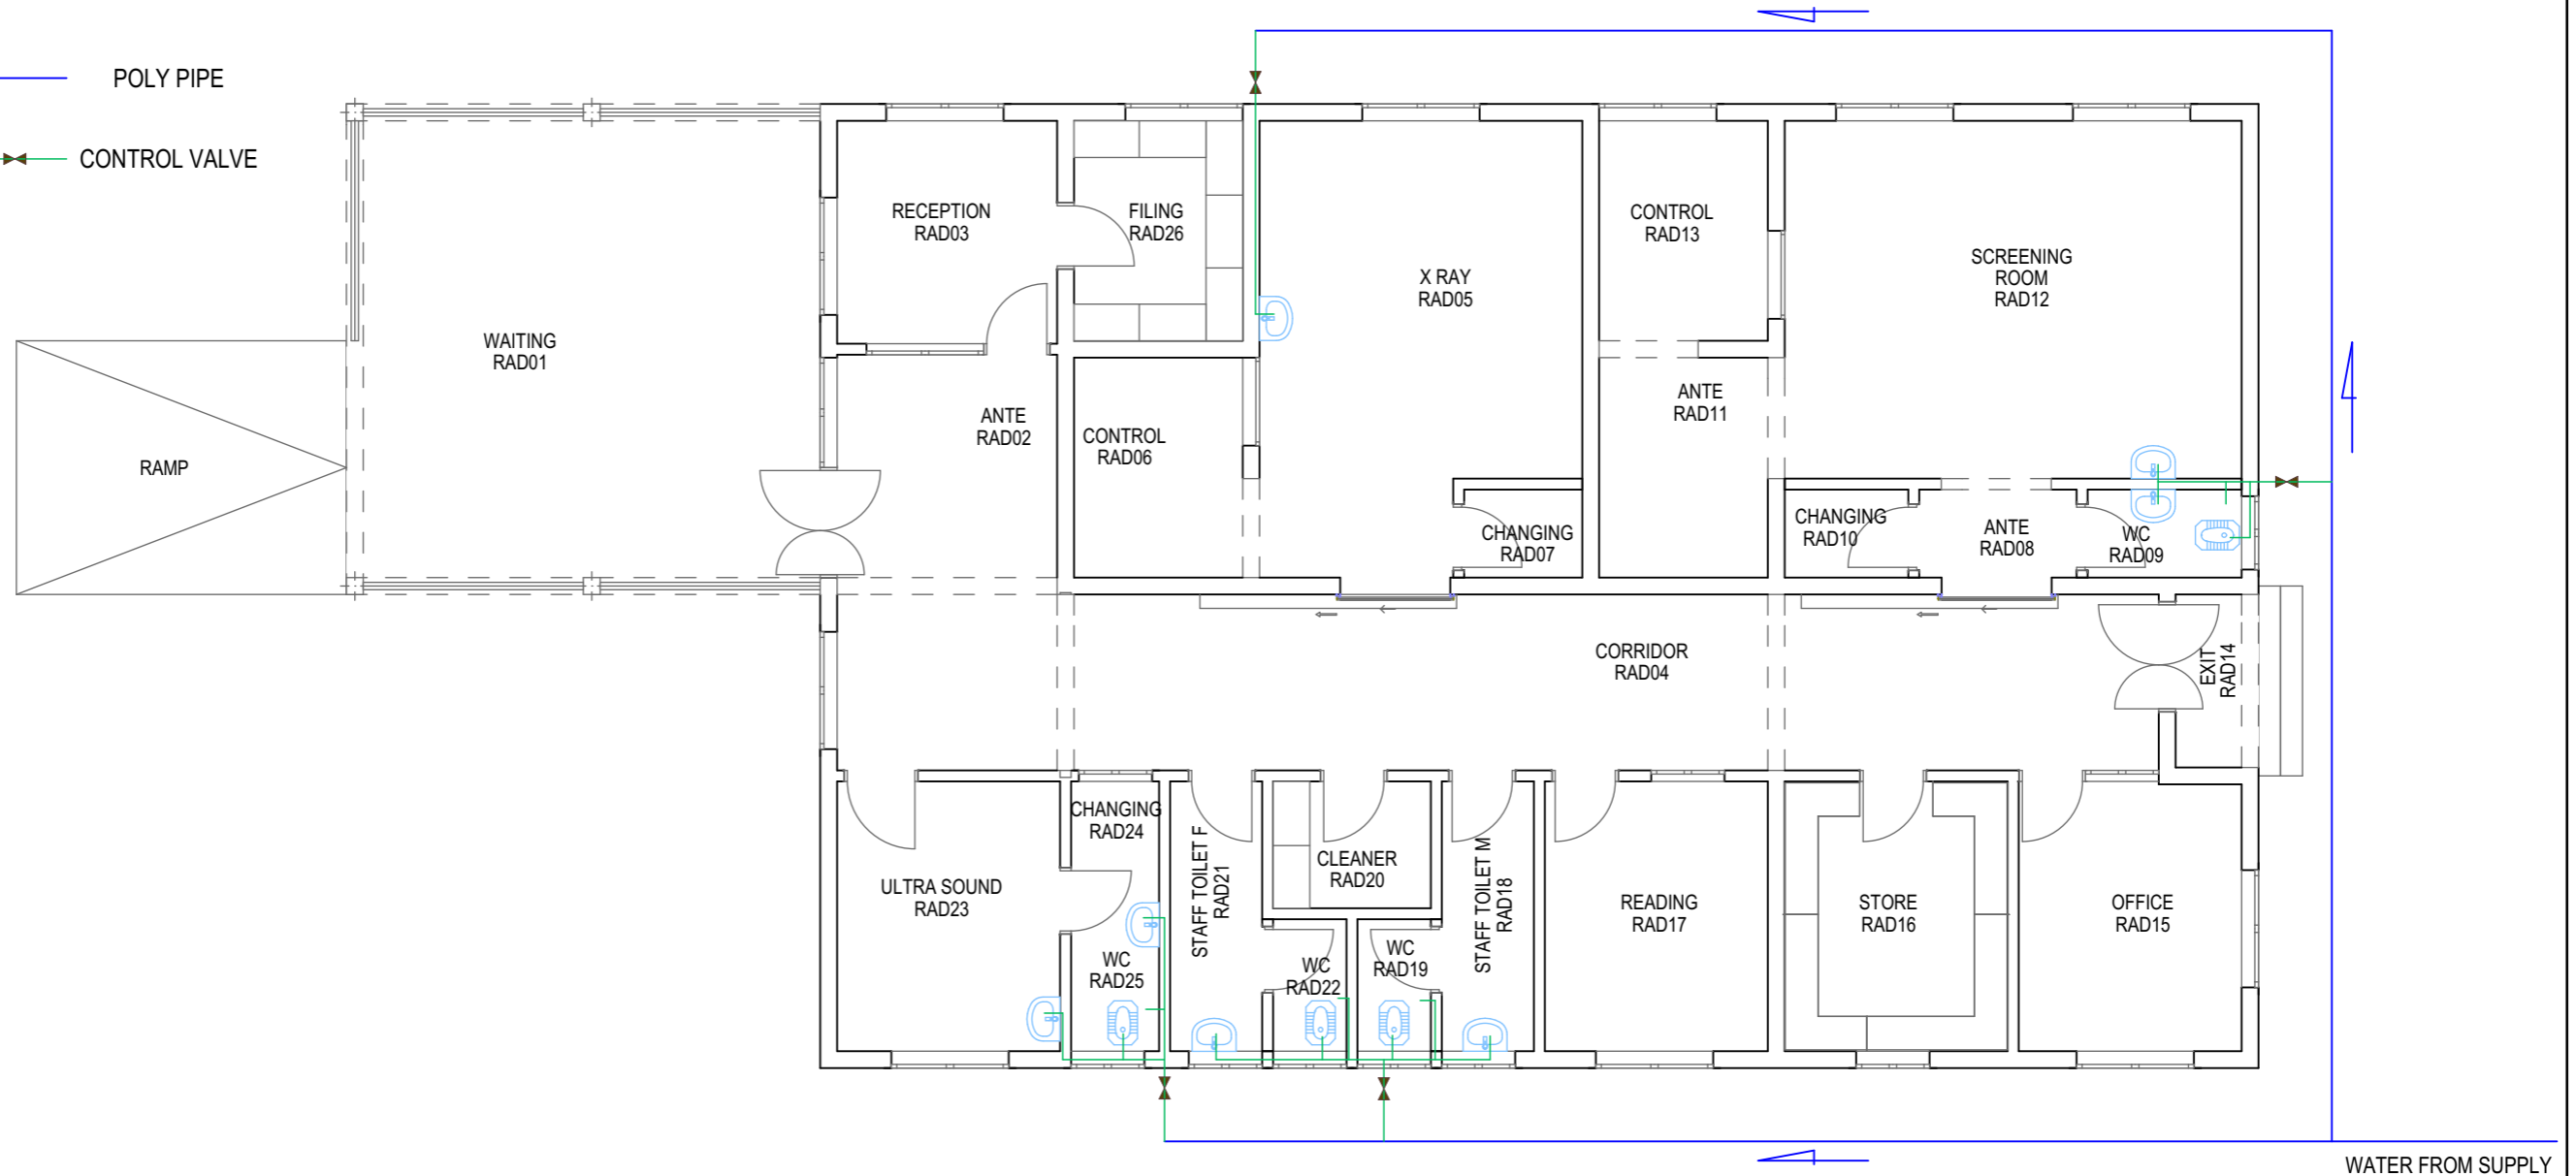 POLY PIPE
CONTROL VALVE
RECEPTION
RAD03
FILING
RAD26
CONTROL
RAD13
X RAY
RAD05
SCREENING
ROOM
RAD12
WAITING
RAD01
ANTE
RAD02
ANTE
RAD11
CONTROL
RAD06
RAMP
CHANGING
RAD07
CHANGING
RAD10
ANTE
RAD08
WC
RAD09
CORRIDOR
RAD04
EXIT
RAD14
CHANGING
RAD24
ULTRA SOUND
RAD23
WC
RAD25
STAFF TOILET F
RAD21
CLEANER
RAD20
WC
RAD22
WC
RAD19
STAFF TOILET M
RAD18
READING
RAD17
STORE
RAD16
OFFICE
RAD15
WATER FROM SUPPLY